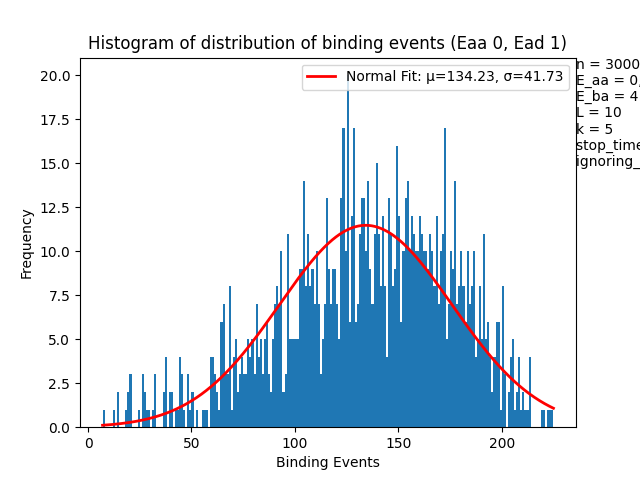 Histogram of distribution of binding events (Eaa 0, Ead 1)
Normal Fit: μ=134.23, σ=41.73
n = 3000
E_aa = 0,
E_ba = 4
L = 10
k = 5
stop_time
ignoring_
20.0
17.5
15.0
12.5
10.0
7.5
5.0
2.5
0.0
Frequency
0 50 100 150 200
Binding Events